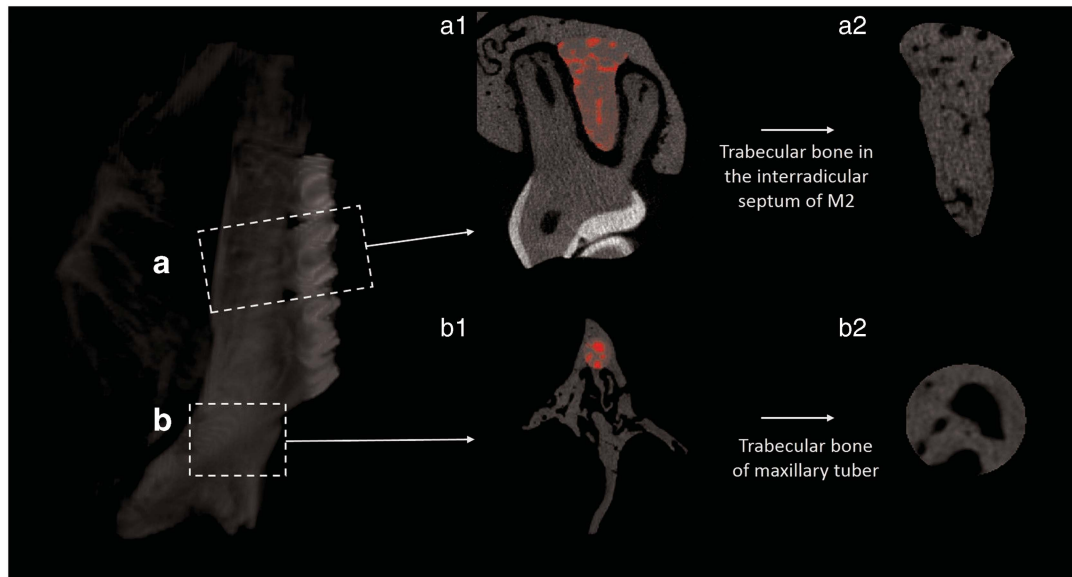 a1
a2
Trabecular bone in
the interradicular
septum of M2
a
b1
b2
b
Trabecular bone
of maxillary tuber